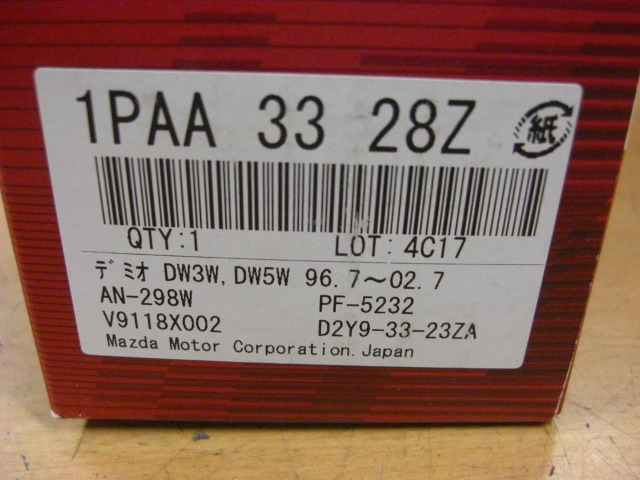 1PAA 33 28Z 紙
QTY:1 LOT: 4C17
デミオ DW3W, DW5W 96.7〜02.7
AN-298W PF-5232
V9118X002 D2Y9-33-23ZA
Mazda Motor Corporation.Japan